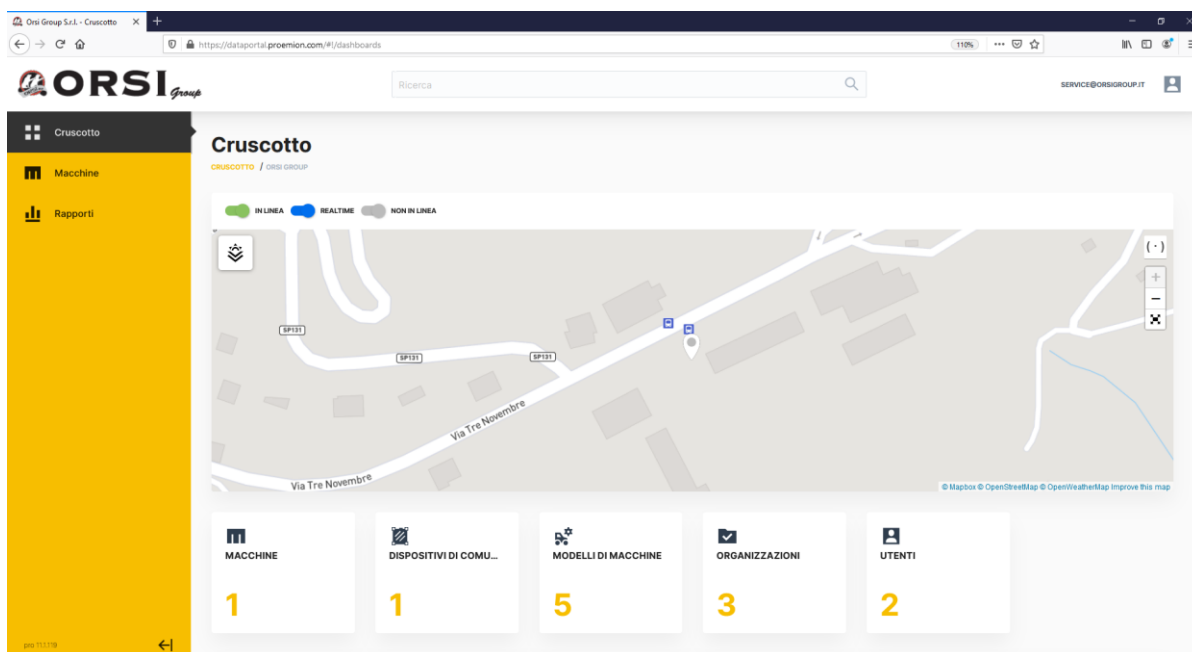 Orsi Group S.r.l. - Cruscotto
https://dataportal.proemion.com/#!/dashboards
110%
ORSI Group
Ricerca
SERVICE@ORSIGROUP.IT
Cruscotto
Macchine
Rapporti
Cruscotto
CRUSCOTTO / ORSI GROUP
IN LINEA
REALTIME
NON IN LINEA
SP131
SP131
SP131
Via Tre Novembre
Via Tre Novembre
© Mapbox © OpenStreetMap © OpenWeatherMap Improve this map
MACCHINE
1
DISPOSITIVI DI COMU...
1
MODELLI DI MACCHINE
5
ORGANIZZAZIONI
3
UTENTI
2